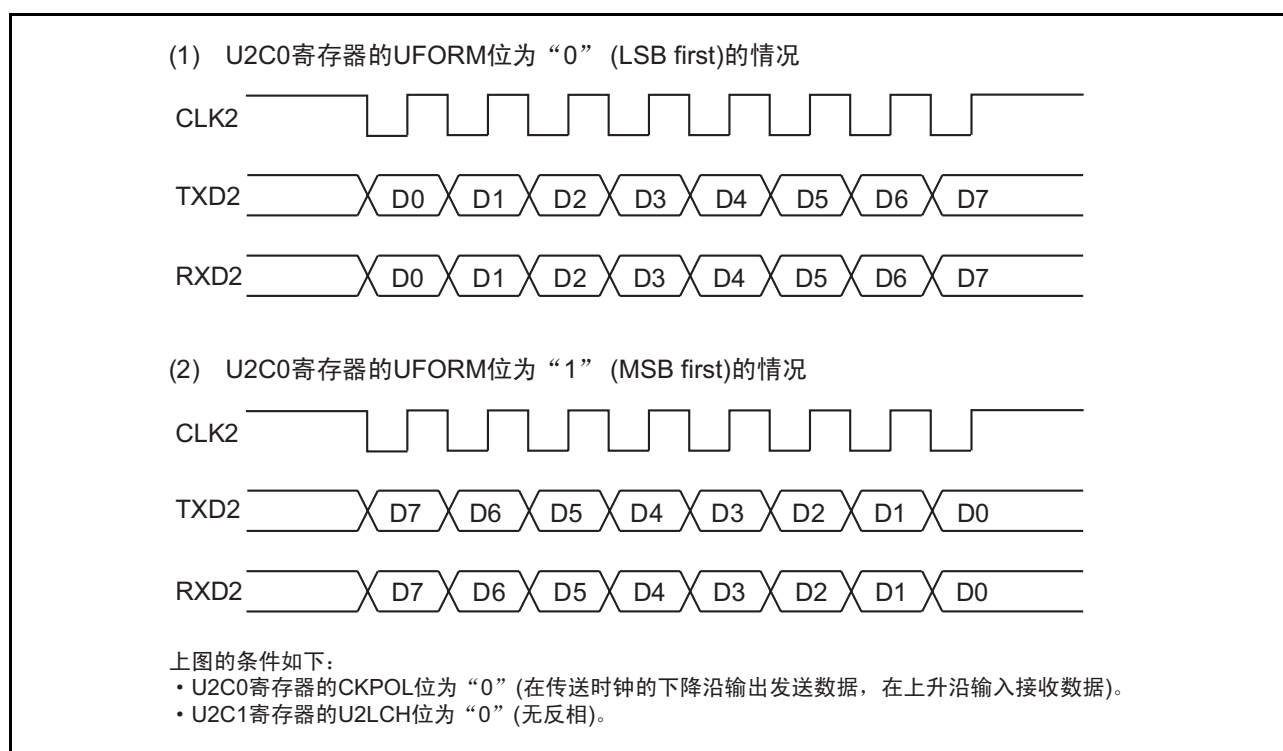 (1) U2C0寄存器的UFORM位为“0” (LSB first)的情况
CLK2
TXD2 D0 D1 D2 D3 D4 D5 D6 D7
RXD2 D0 D1 D2 D3 D4 D5 D6 D7
(2) U2C0寄存器的UFORM位为“1” (MSB first)的情况
CLK2
TXD2 D7 D6 D5 D4 D3 D2 D1 D0
RXD2 D7 D6 D5 D4 D3 D2 D1 D0
上图的条件如下：
・U2C0寄存器的CKPOL位为“0”(在传送时钟的下降沿输出发送数据，在上升沿输入接收数据)。
・U2C1寄存器的U2LCH位为“0”(无反相)。